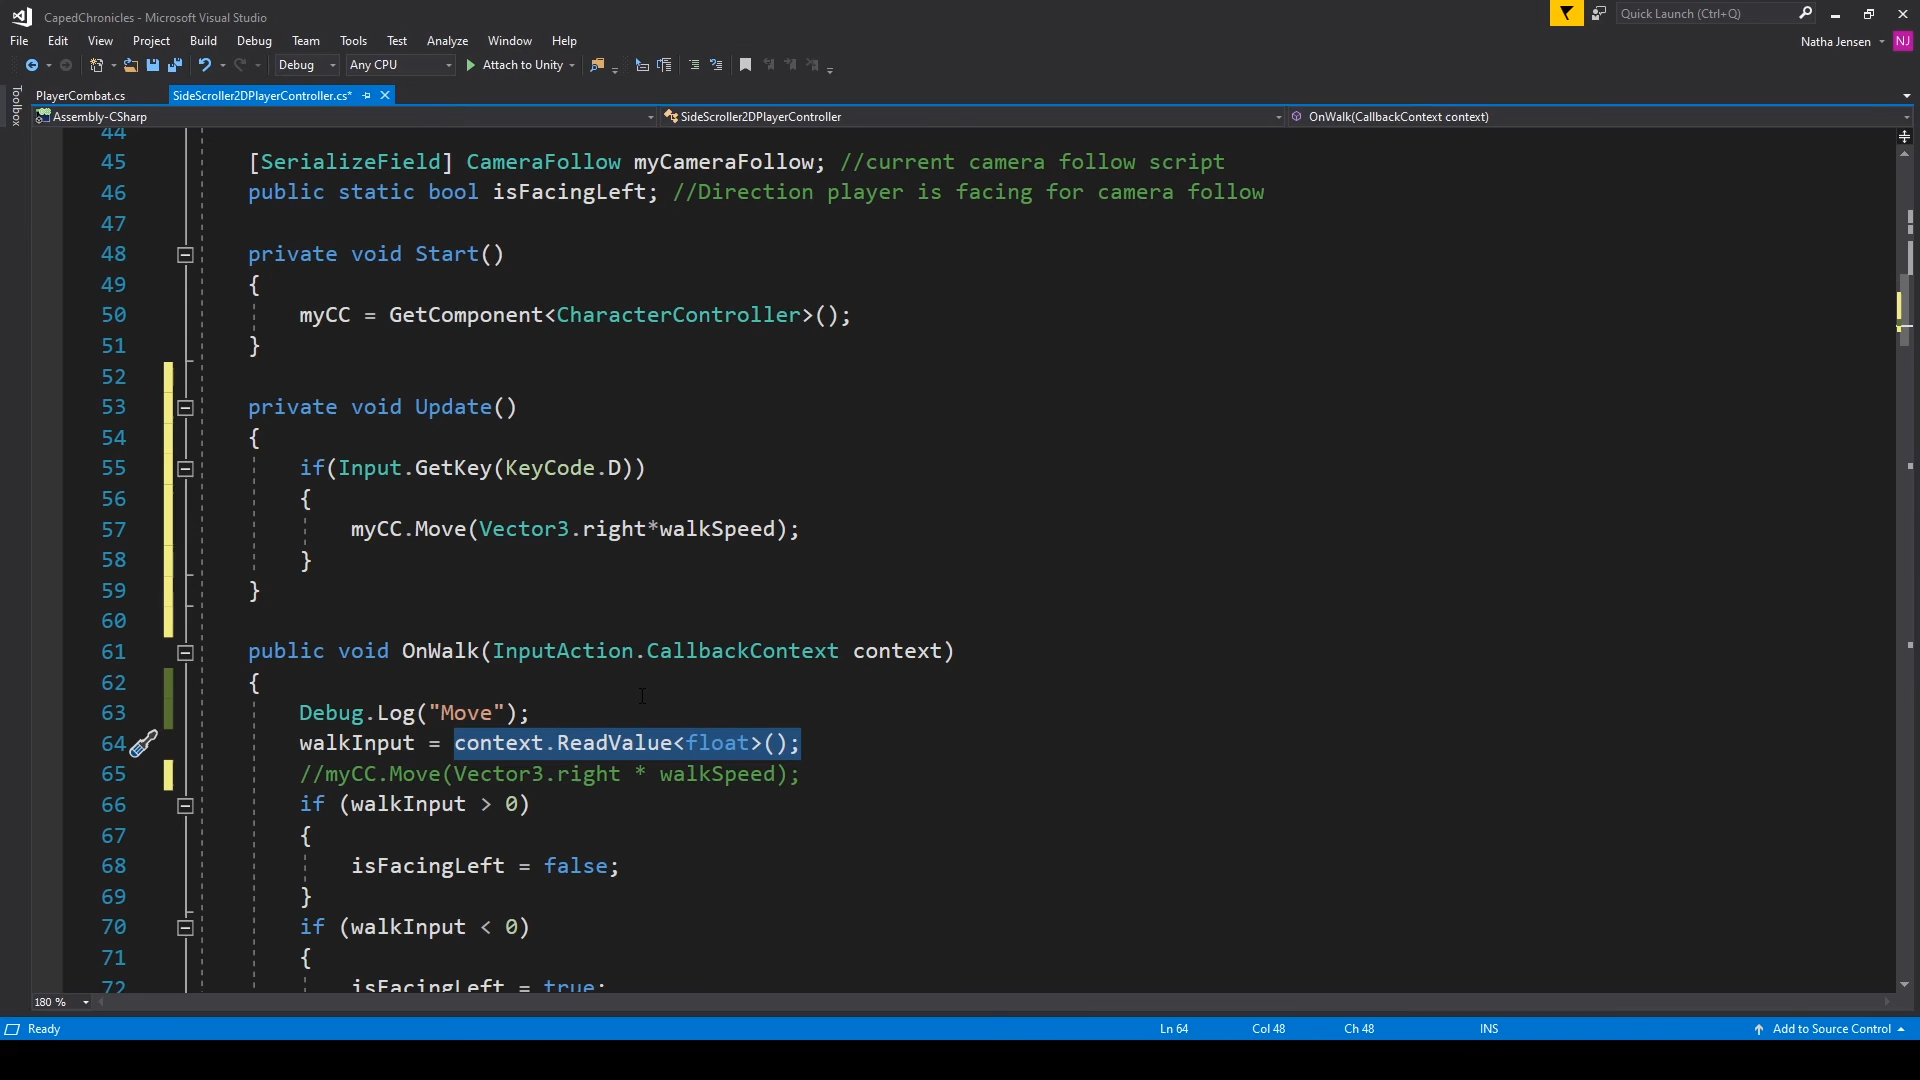 CapedChronicles - Microsoft Visual Studio
Quick Launch (Ctrl+Q)
File Edit View Project Build Debug Team Tools Test Analyze Window Help
Natha Jensen NJ
Debug Any CPU Attach to Unity
Toolbox
PlayerCombat.cs SideScroller2DPlayerController.cs*
Assembly-CSharp SideScroller2DPlayerController OnWalk(CallbackContext context)
44
45 [SerializeField] CameraFollow myCameraFollow; //current camera follow script
46 public static bool isFacingLeft; //Direction player is facing for camera follow
47
48 private void Start()
49 {
50 myCC = GetComponent<CharacterController>();
51 }
52
53 private void Update()
54 {
55 if(Input.GetKey(KeyCode.D))
56 {
57 myCC.Move(Vector3.right*walkSpeed);
58 }
59 }
60
61 public void OnWalk(InputAction.CallbackContext context)
62 {
63 Debug.Log("Move");
64 walkInput = context.ReadValue<float>();
65 //myCC.Move(Vector3.right * walkSpeed);
66 if (walkInput > 0)
67 {
68 isFacingLeft = false;
69 }
70 if (walkInput < 0)
71 {
72 isFacingLeft = true;
180 %
Ready Ln 64 Col 48 Ch 48 INS Add to Source Control